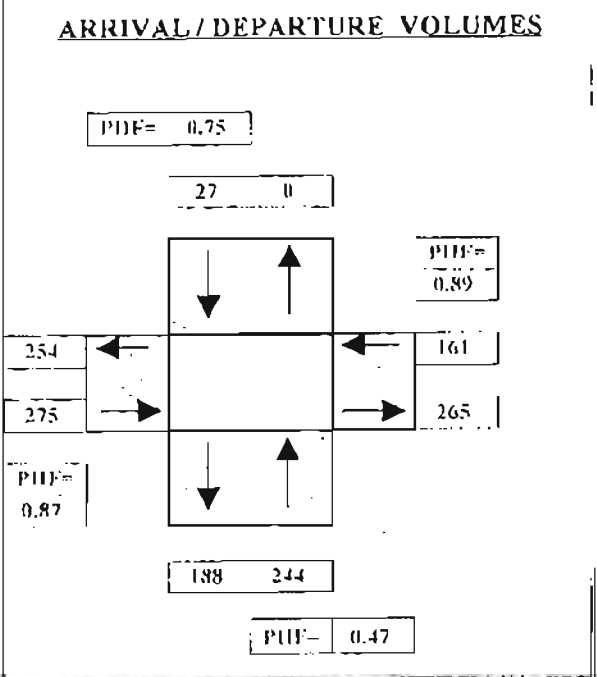 ARRIVAL / DEPARTURE VOLUMES
PHF= 0.75
27 0
PHF=
0.89
254
161
275
265
PHF=
0.87
188 244
PHF= 0.47